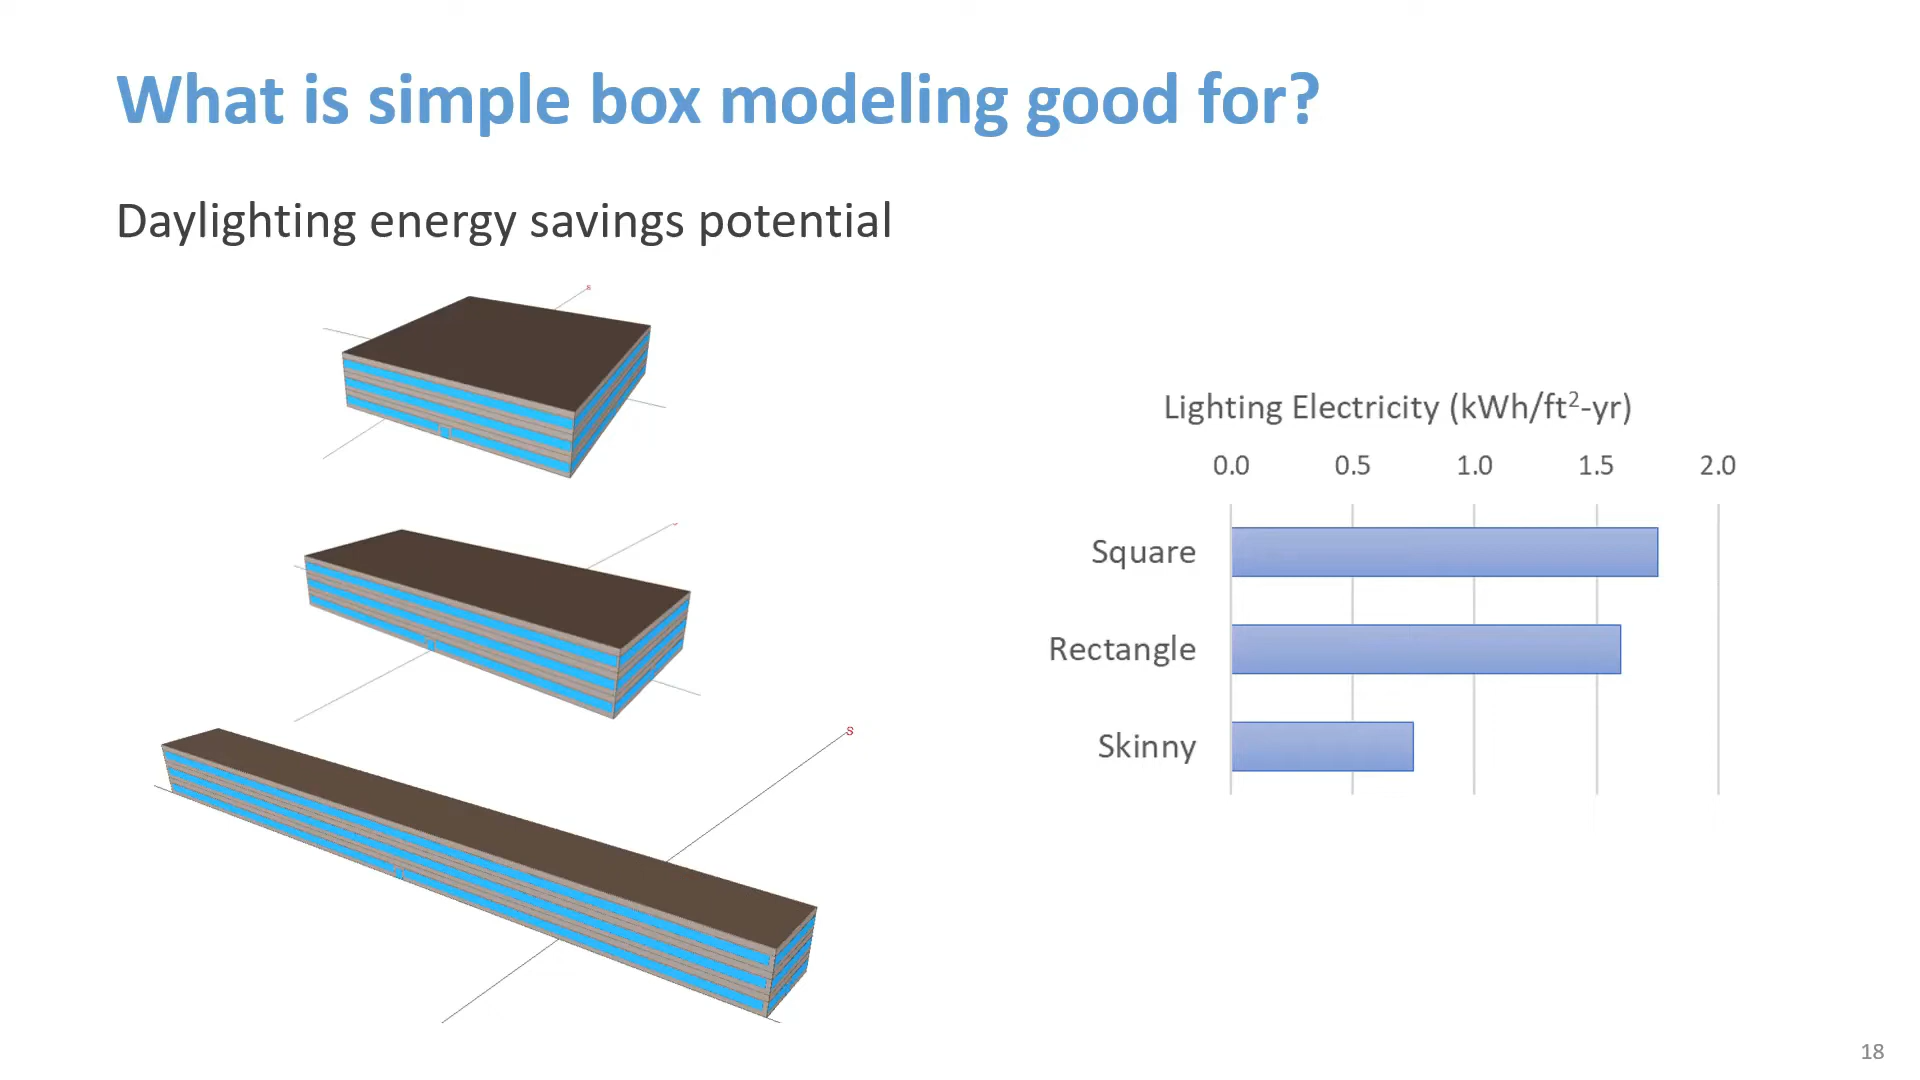 What is simple box modeling good for?
Daylighting energy savings potential
Lighting Electricity (kWh/ft²-yr)
0.0 0.5 1.0 1.5 2.0
Square
Rectangle
Skinny
S
18